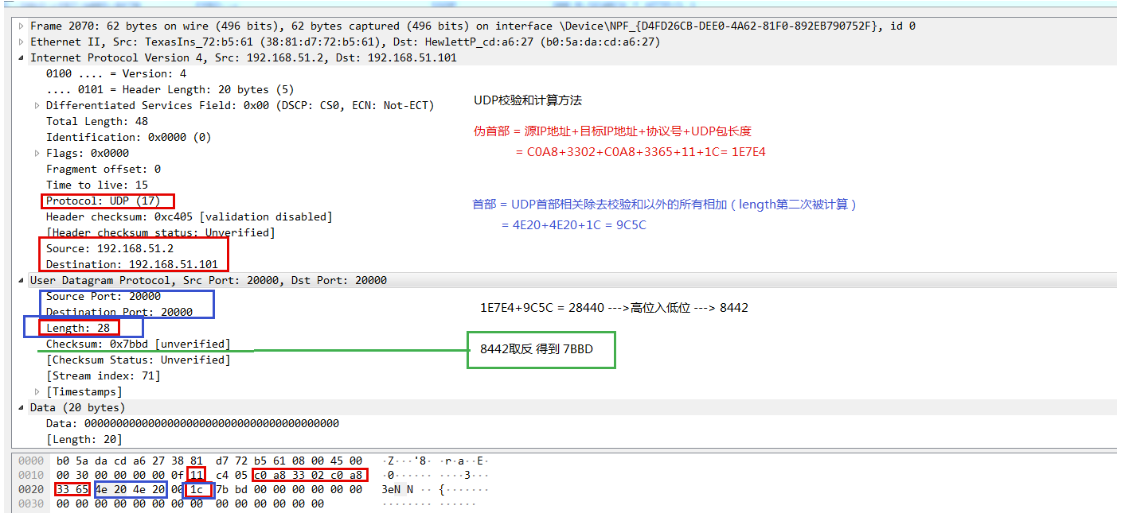 Frame 2070: 62 bytes on wire (496 bits), 62 bytes captured (496 bits) on interface \Device\NPF_{D4FD26CB-DEE0-4A62-81F0-892EB790752F}, id 0
Ethernet II, Src: TexasIns_72:b5:61 (38:81:d7:72:b5:61), Dst: HewlettP_cd:a6:27 (b0:5a:da:cd:a6:27)
Internet Protocol Version 4, Src: 192.168.51.2, Dst: 192.168.51.101
0100 .... = Version: 4
.... 0101 = Header Length: 20 bytes (5)
Differentiated Services Field: 0x00 (DSCP: CS0, ECN: Not-ECT)
Total Length: 48
Identification: 0x0000 (0)
Flags: 0x0000
Fragment offset: 0
Time to live: 15
Protocol: UDP (17)
Header checksum: 0xc405 [validation disabled]
[Header checksum status: Unverified]
Source: 192.168.51.2
Destination: 192.168.51.101
User Datagram Protocol, Src Port: 20000, Dst Port: 20000
Source Port: 20000
Destination Port: 20000
Length: 28
Checksum: 0x7bbd [unverified]
[Checksum Status: Unverified]
[Stream index: 71]
[Timestamps]
Data (20 bytes)
Data: 0000000000000000000000000000000000000000
[Length: 20]
UDP校验和计算方法
伪首部 = 源IP地址+目标IP地址+协议号+UDP包长度
= C0A8+3302+C0A8+3365+11+1C= 1E7E4
首部 = UDP首部相关除去校验和以外的所有相加（length第二次被计算）
= 4E20+4E20+1C = 9C5C
1E7E4+9C5C = 28440 --->高位入低位 ---> 8442
8442取反 得到 7BBD
0000 b0 5a da cd a6 27 38 81 d7 72 b5 61 08 00 45 00 ·Z···'8· ·r·a··E·
0010 00 30 00 00 00 00 0f 11 c4 05 c0 a8 33 02 c0 a8 ·0······ ····3···
0020 33 65 4e 20 4e 20 00 1c 7b bd 00 00 00 00 00 00 3eN N ·· {·······
0030 00 00 00 00 00 00 00 00 00 00 00 00 00 00 ········ ······